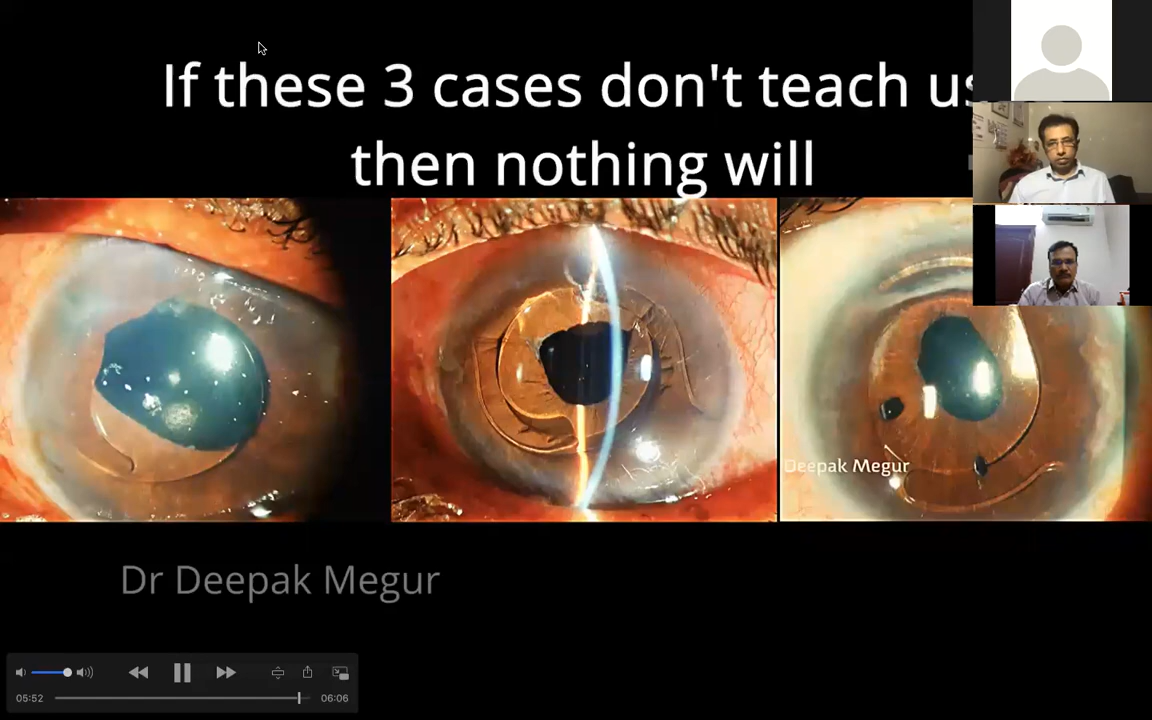 If these 3 cases don't teach us
then nothing will
Deepak Megur
Dr Deepak Megur
05:52
06:06